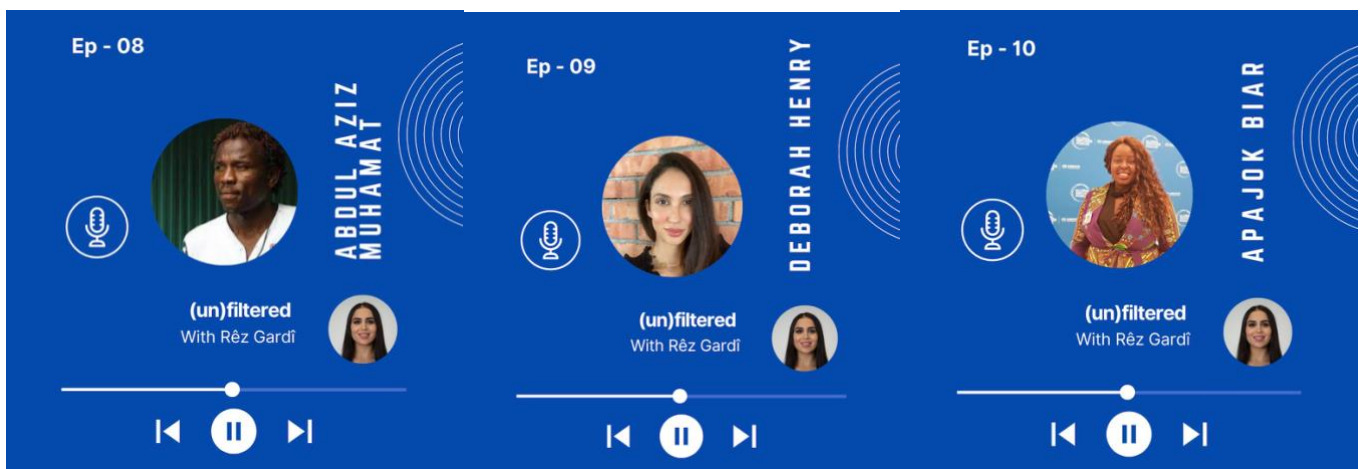 Ep - 08
ABDUL AZIZ
MUHAMAT
(un)filtered
With Rêz Gardî
Ep - 09
DEBORAH HENRY
(un)filtered
With Rêz Gardî
Ep - 10
APAJOK BIAR
(un)filtered
With Rêz Gardî